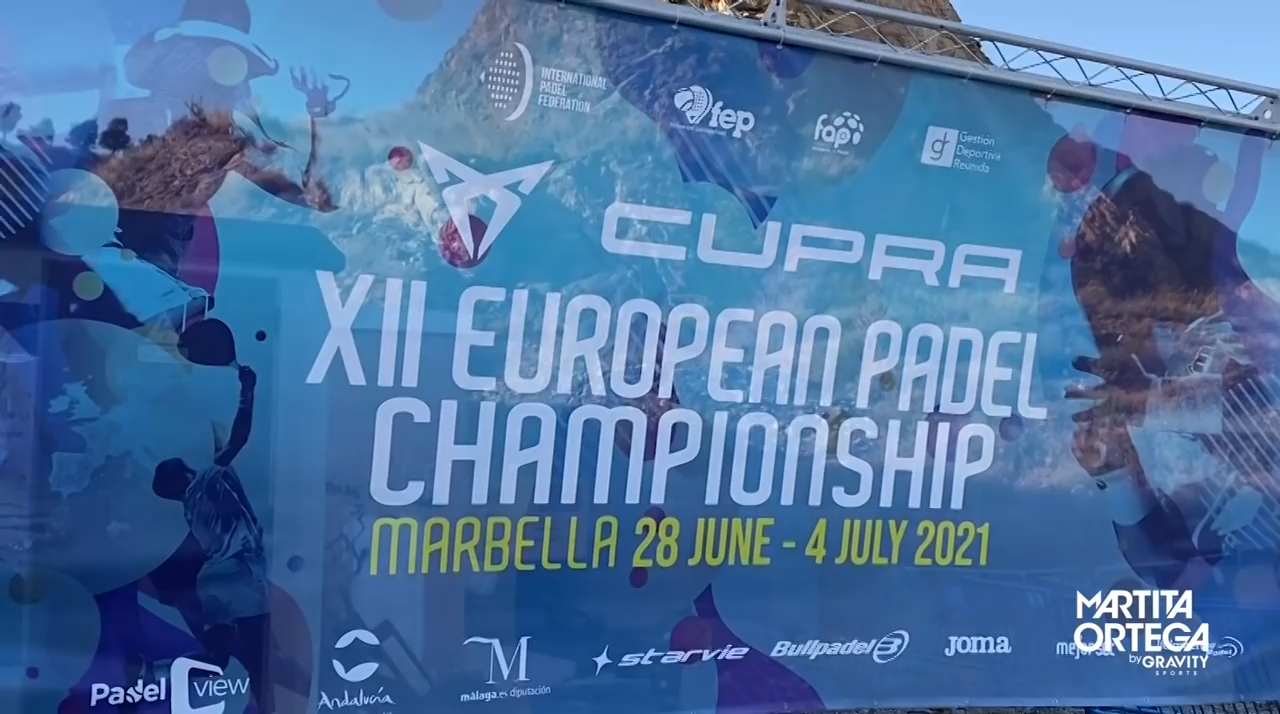 INTERNATIONAL
PADEL
FEDERATION
fep
fap
gt
Gestión
Deportiva
Reunida
CUPRA
XII EUROPEAN PADEL
CHAMPIONSHIP
MARBELLA 28 JUNE - 4 JULY 2021
Padel view
Andalucía
M
málaga.es diputación
starvie
Bullpadel
Joma
MARTITA
ORTEGA
by GRAVITY
SPORTS